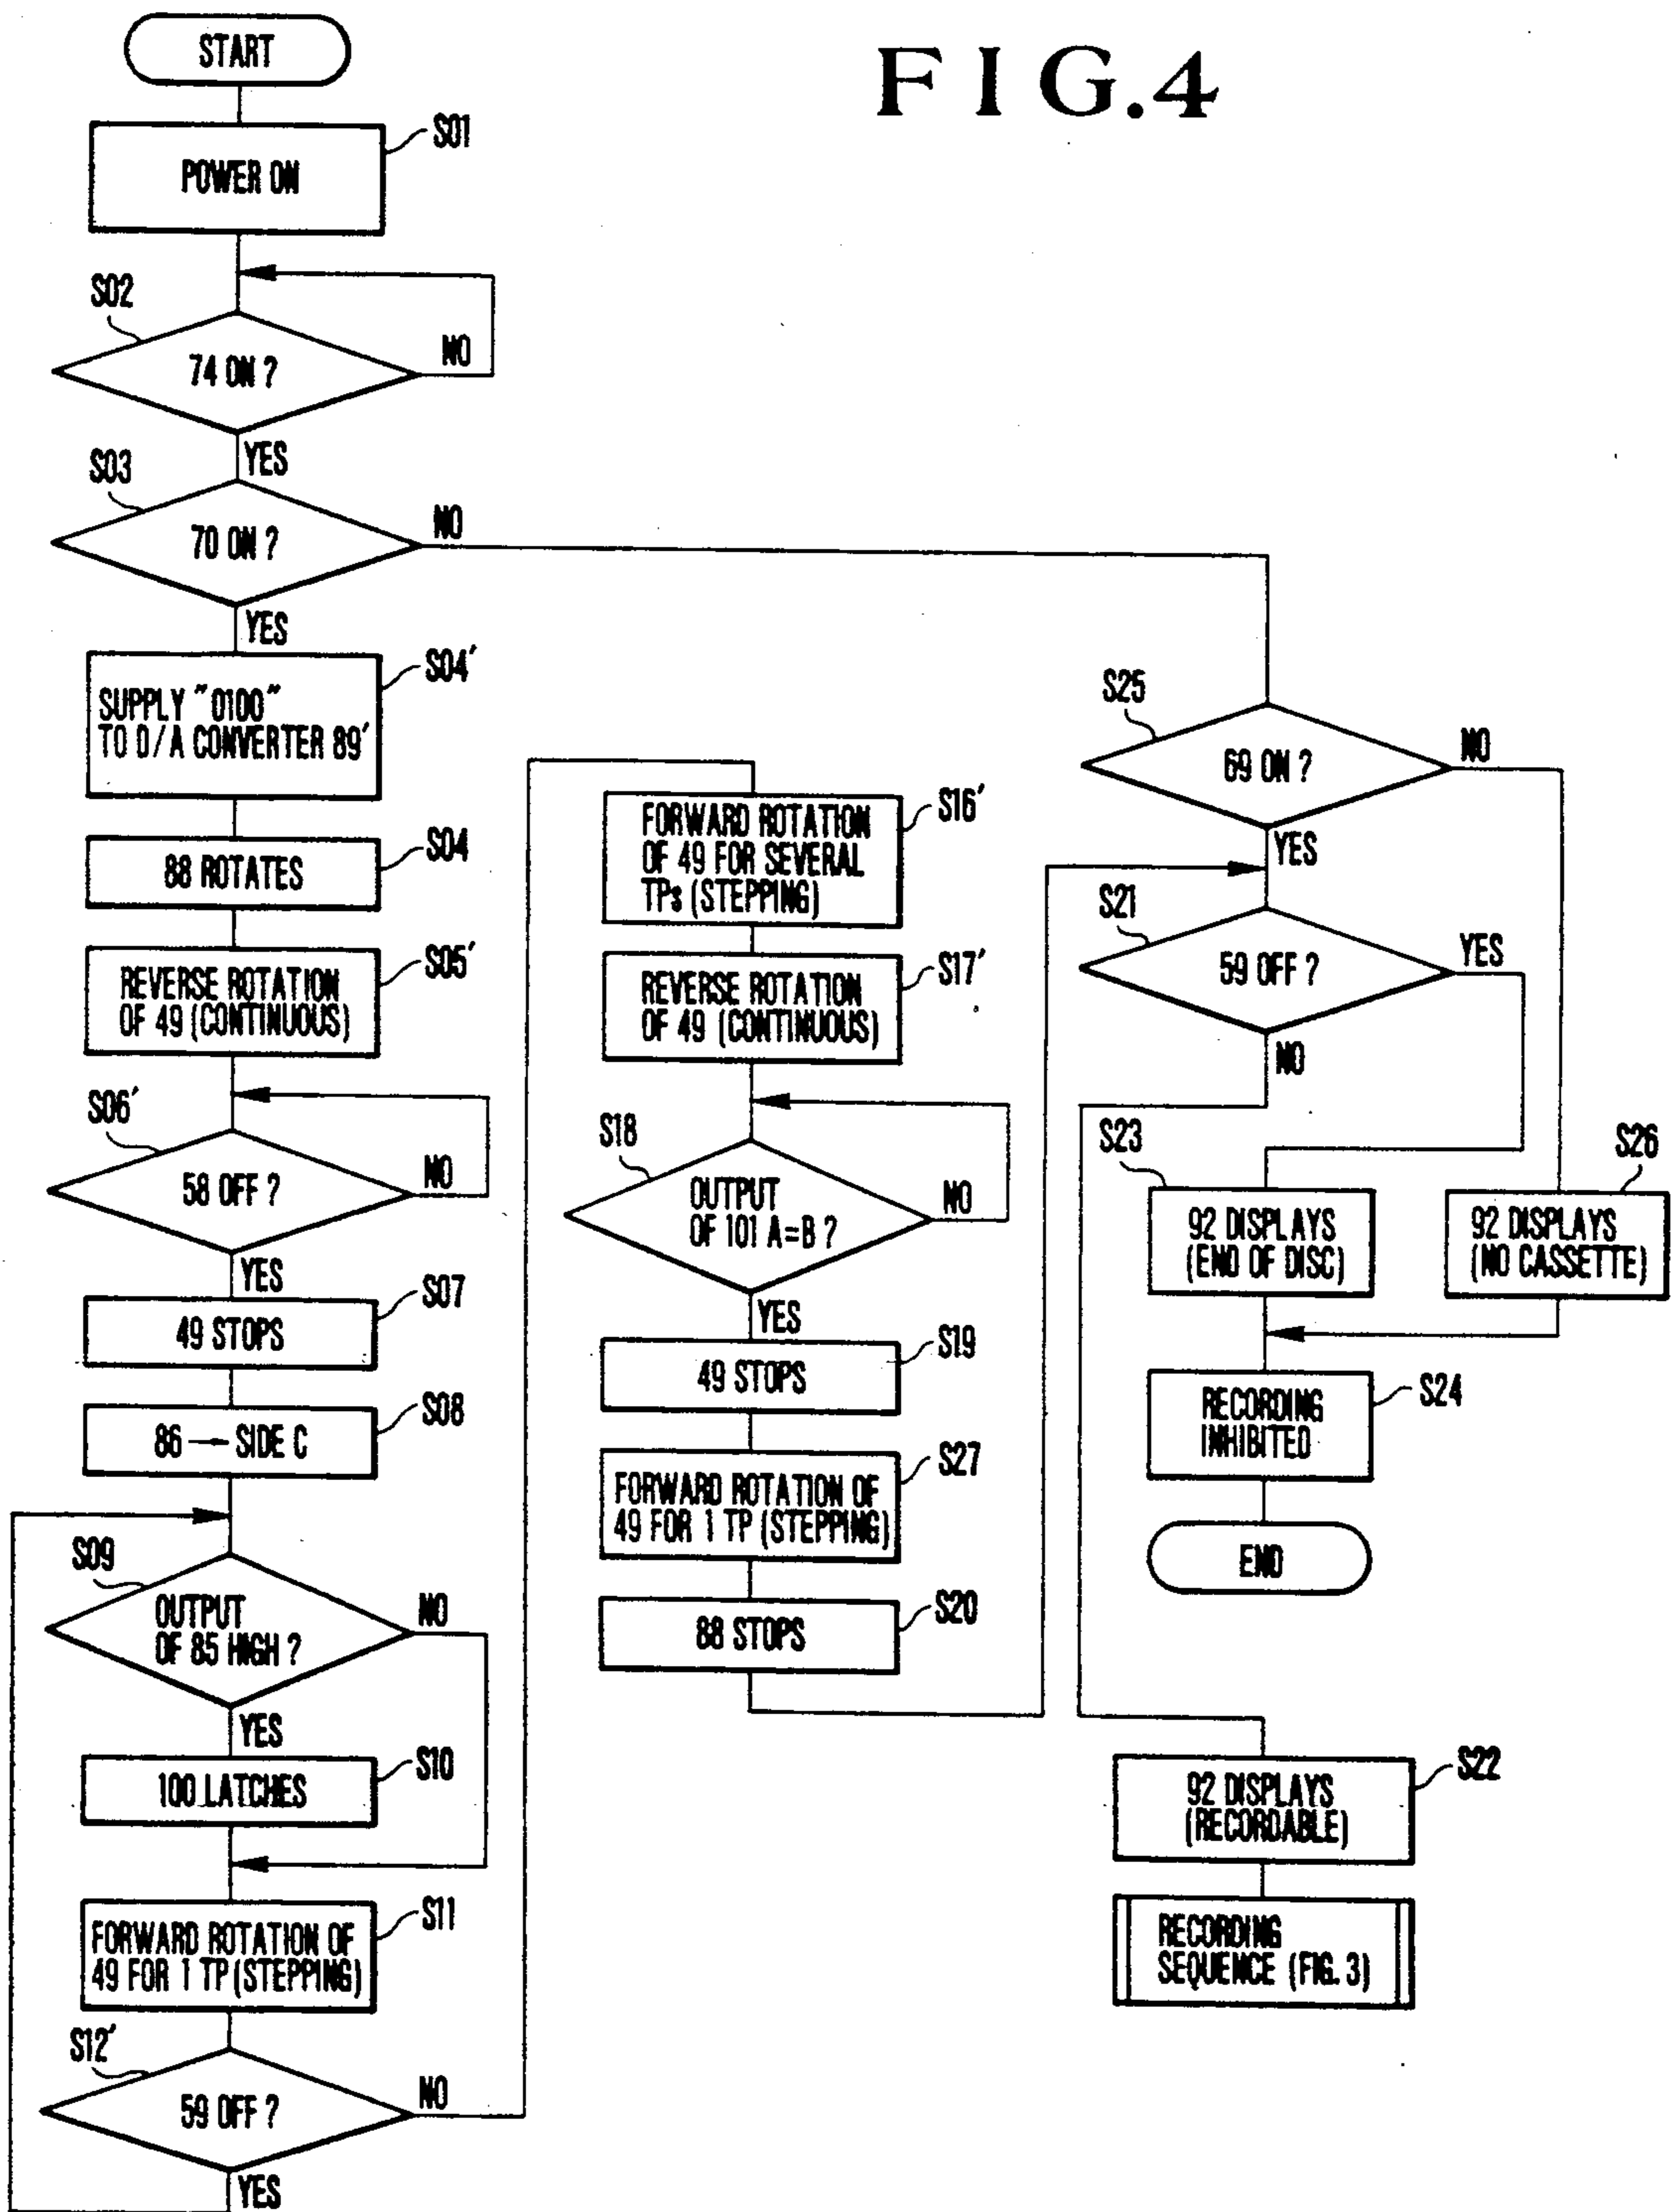 FIG.4
START
S01
POWER ON
S02
74 ON ?
NO
YES
S03
70 ON ?
NO
YES
S04'
SUPPLY "0100"
TO D/A CONVERTER 89'
S04
88 ROTATES
S05'
REVERSE ROTATION
OF 49 (CONTINUOUS)
S06'
58 OFF ?
NO
YES
S07
49 STOPS
S08
86 → SIDE C
S09
OUTPUT
OF 85 HIGH ?
NO
YES
S10
100 LATCHES
S11
FORWARD ROTATION OF
49 FOR 1 TP (STEPPING)
S12'
59 OFF ?
NO
YES
S16'
FORWARD ROTATION
OF 49 FOR SEVERAL
TPs (STEPPING)
S17'
REVERSE ROTATION
OF 49 (CONTINUOUS)
S18
OUTPUT
OF 101 A=B ?
NO
YES
S19
49 STOPS
S27
FORWARD ROTATION OF
49 FOR 1 TP (STEPPING)
S20
88 STOPS
S25
69 ON ?
NO
YES
S21
59 OFF ?
YES
NO
S23
92 DISPLAYS
(END OF DISC)
S26
92 DISPLAYS
(NO CASSETTE)
S24
RECORDING
INHIBITED
END
S22
92 DISPLAYS
(RECORDABLE)
RECORDING
SEQUENCE (FIG. 3)